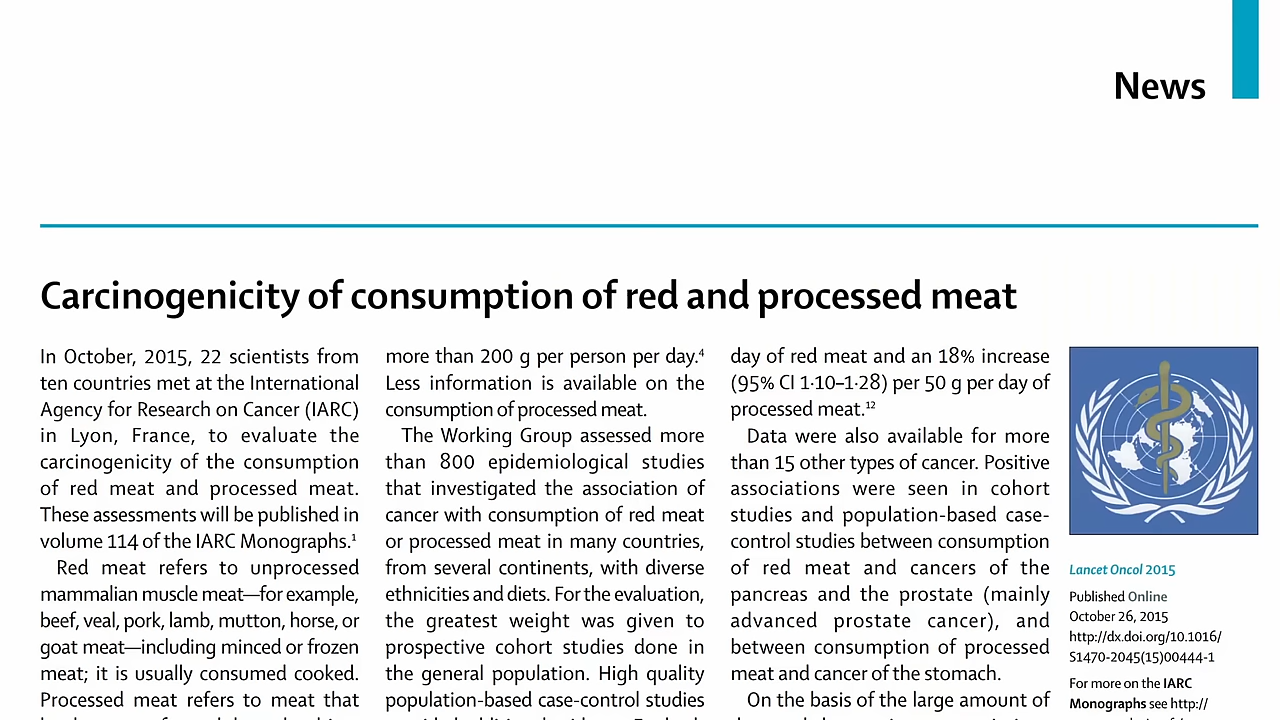 News
Carcinogenicity of consumption of red and processed meat
In October, 2015, 22 scientists from
ten countries met at the International
Agency for Research on Cancer (IARC)
in Lyon, France, to evaluate the
carcinogenicity of the consumption
of red meat and processed meat.
These assessments will be published in
volume 114 of the IARC Monographs.¹
Red meat refers to unprocessed
mammalian muscle meat—for example,
beef, veal, pork, lamb, mutton, horse, or
goat meat—including minced or frozen
meat; it is usually consumed cooked.
Processed meat refers to meat that
more than 200 g per person per day.⁴
Less information is available on the
consumption of processed meat.
The Working Group assessed more
than 800 epidemiological studies
that investigated the association of
cancer with consumption of red meat
or processed meat in many countries,
from several continents, with diverse
ethnicities and diets. For the evaluation,
the greatest weight was given to
prospective cohort studies done in
the general population. High quality
population-based case-control studies
day of red meat and an 18% increase
(95% CI 1·10–1·28) per 50 g per day of
processed meat.¹²
Data were also available for more
than 15 other types of cancer. Positive
associations were seen in cohort
studies and population-based case-
control studies between consumption
of red meat and cancers of the
pancreas and the prostate (mainly
advanced prostate cancer), and
between consumption of processed
meat and cancer of the stomach.
On the basis of the large amount of
Lancet Oncol 2015
Published Online
October 26, 2015
http://dx.doi.org/10.1016/
S1470-2045(15)00444-1
For more on the IARC
Monographs see http://